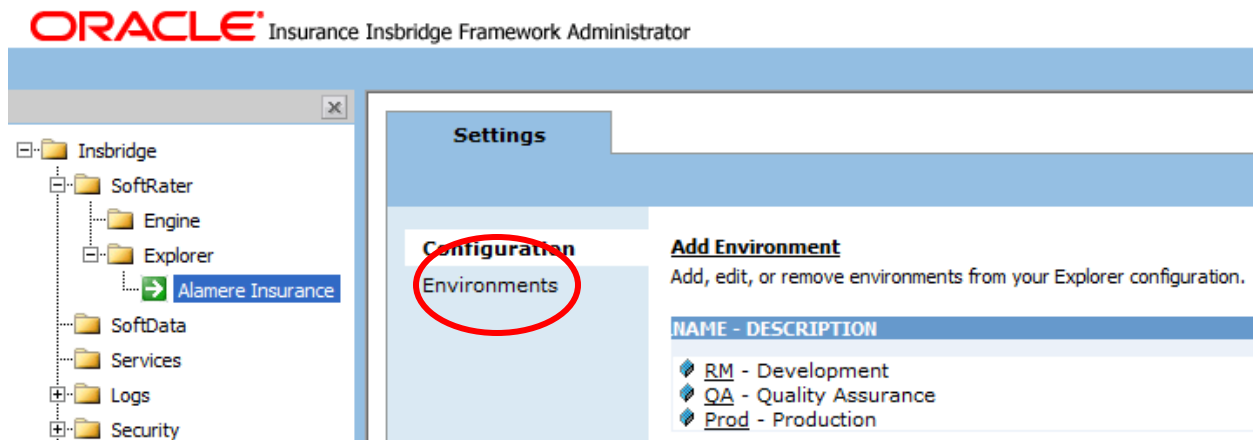 ORACLE Insurance Insbridge Framework Administrator
Insbridge
SoftRater
Engine
Explorer
Alamere Insurance
SoftData
Services
Logs
Security
Settings
Configuration
Environments
Add Environment
Add, edit, or remove environments from your Explorer configuration.
NAME - DESCRIPTION
RM - Development
QA - Quality Assurance
Prod - Production